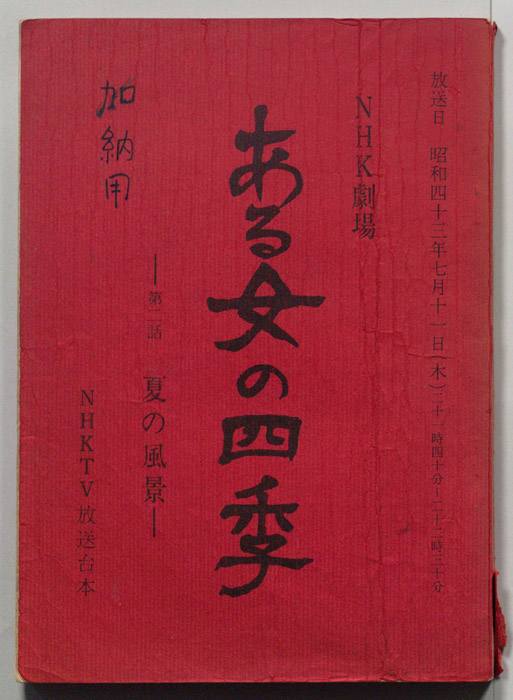 放送日 昭和四十三年七月十一日(木)二十一時四十分~二十二時三十分
NHK劇場
ある女の四季
―第二話 夏の風景―
加納用
NHKTV放送台本